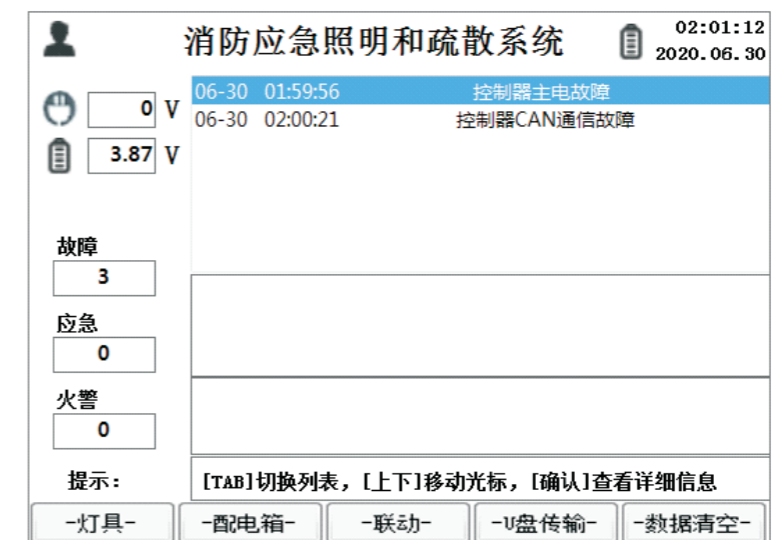 消防应急照明和疏散系统
02:01:12
2020.06.30
0 V
3.87 V
06-30 01:59:56 控制器主电故障
06-30 02:00:21 控制器CAN通信故障
故障
3
应急
0
火警
0
提示: [TAB]切换列表, [上下]移动光标, [确认]查看详细信息
-灯具- -配电箱- -联动- -U盘传输- -数据清空-